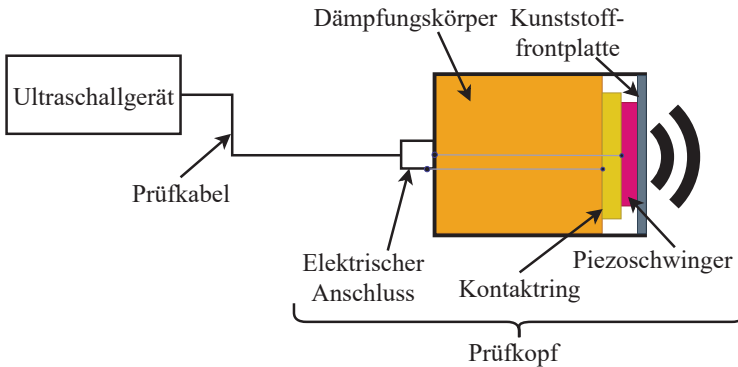 Dämpfungskörper
Kunststoff-
frontplatte
Ultraschallgerät
Prüfkabel
Elektrischer
Anschluss
Kontaktring
Piezoschwinger
Prüfkopf